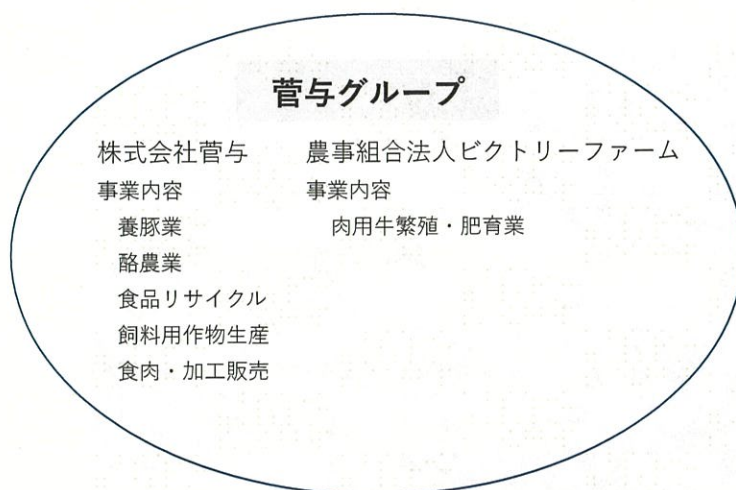 菅与グループ
株式会社菅与
事業内容
養豚業
酪農業
食品リサイクル
飼料用作物生産
食肉・加工販売
農事組合法人ビクトリーファーム
事業内容
肉用牛繁殖・肥育業